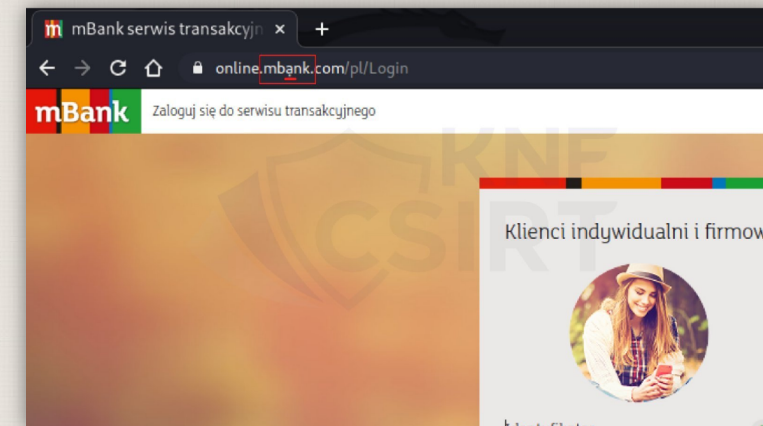 mBank serwis transakcyjn
online.mbạnk.com/pl/Login
mBank Zaloguj się do serwisu transakcyjnego
KNF
CSIRT
Klienci indywidualni i firmow